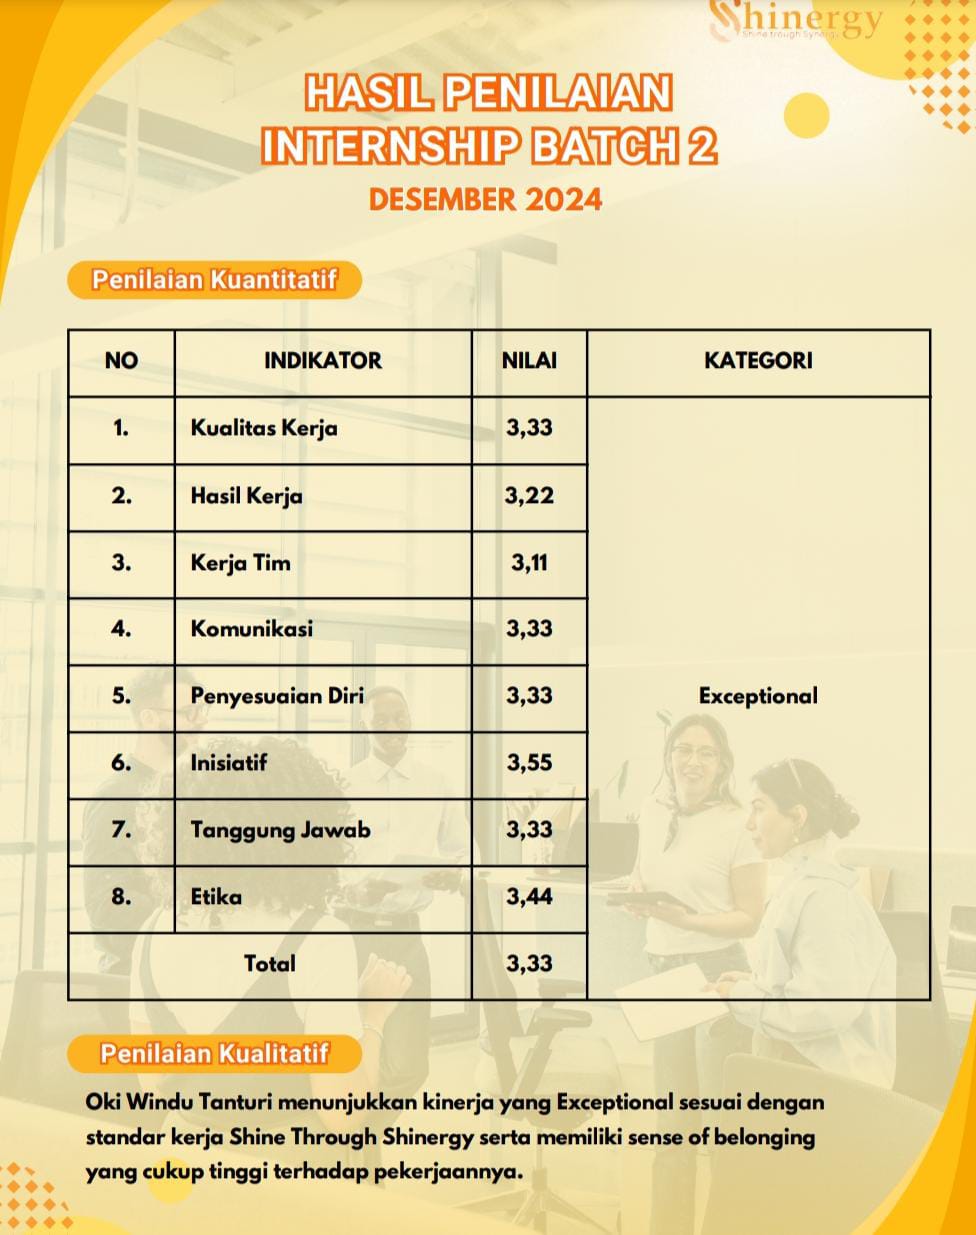 Shinergy
Shine trough Synergy
HASIL PENILAIAN
INTERNSHIP BATCH 2
DESEMBER 2024
Penilaian Kuantitatif
NO INDIKATOR NILAI KATEGORI
1. Kualitas Kerja 3,33
2. Hasil Kerja 3,22
3. Kerja Tim 3,11
4. Komunikasi 3,33
5. Penyesuaian Diri 3,33 Exceptional
6. Inisiatif 3,55
7. Tanggung Jawab 3,33
8. Etika 3,44
Total 3,33
Penilaian Kualitatif
Oki Windu Tanturi menunjukkan kinerja yang Exceptional sesuai dengan
standar kerja Shine Through Shinergy serta memiliki sense of belonging
yang cukup tinggi terhadap pekerjaannya.